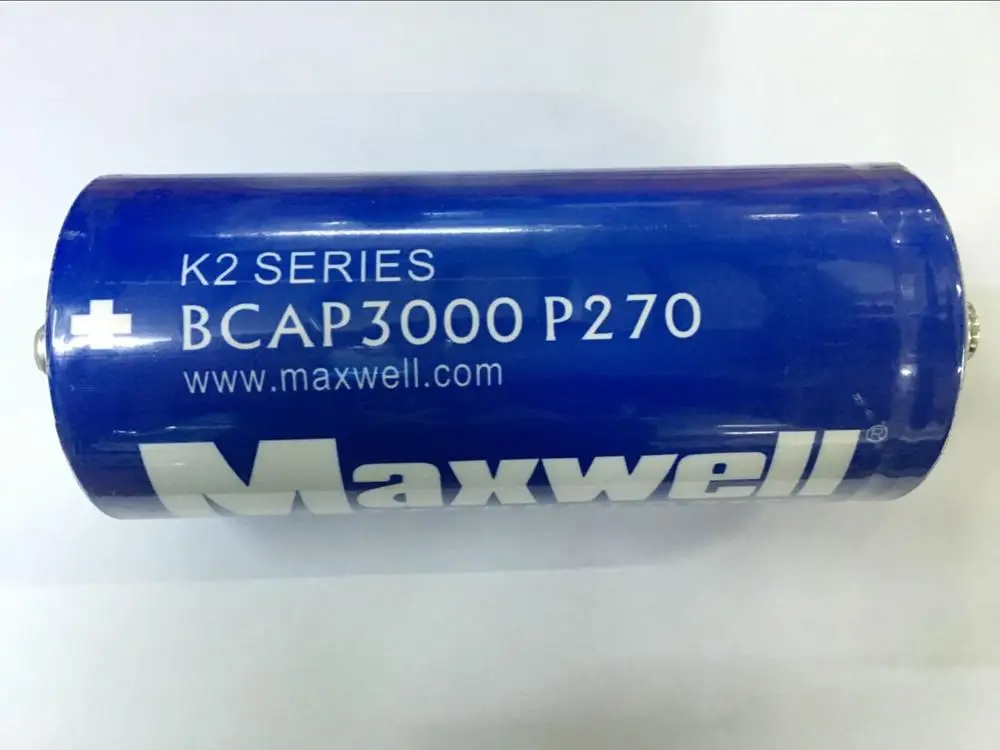 K2 SERIES
BCAP3000 P270
www.maxwell.com
Maxwell®